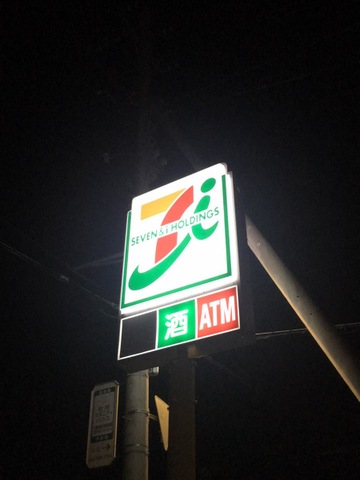 SEVEN & i HOLDINGS
酒 ATM